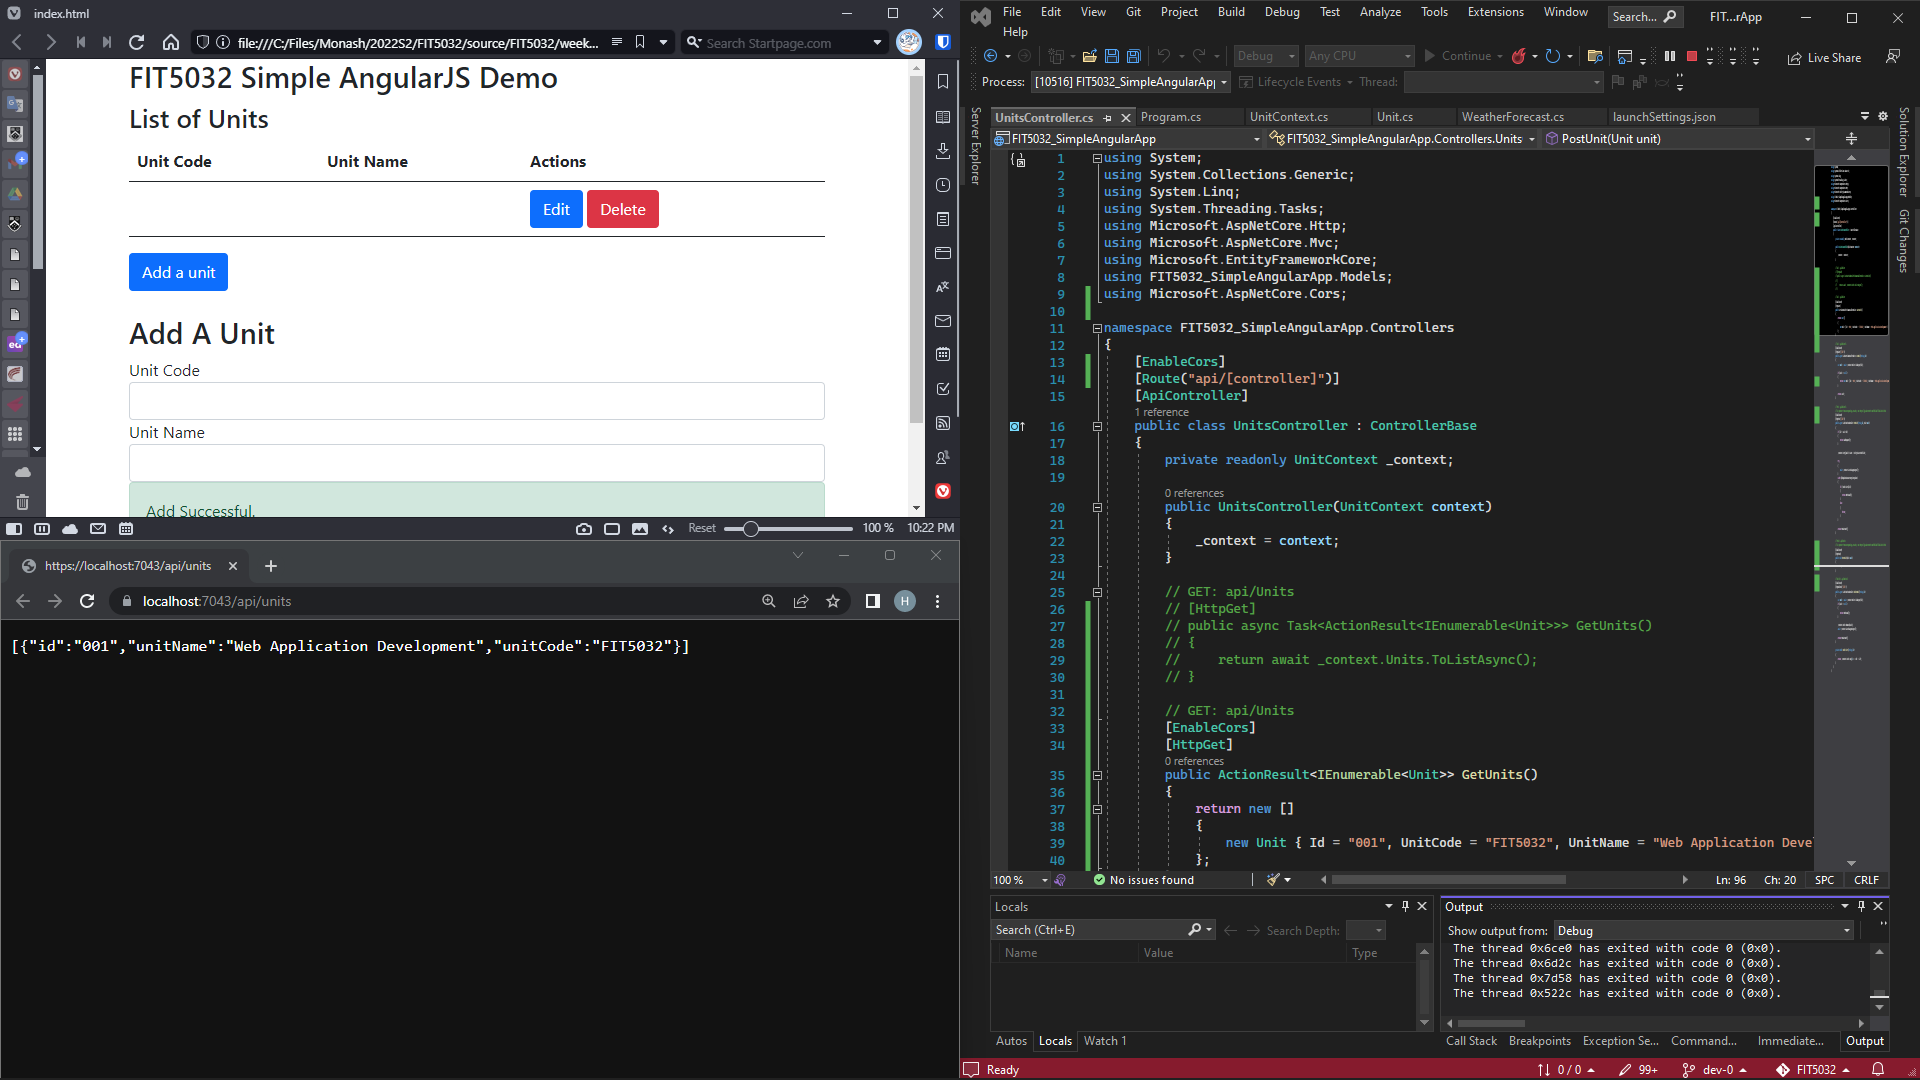 index.html
file:///C:/Files/Monash/2022S2/FIT5032/source/FIT5032/week...
Search Startpage.com
FIT5032 Simple AngularJS Demo
List of Units
Unit Code Unit Name Actions
Edit Delete
Add a unit
Add A Unit
Unit Code
Unit Name
Add Successful.
Reset 100 % 10:22 PM
https://localhost:7043/api/units
localhost:7043/api/units
H
[{"id":"001","unitName":"Web Application Development","unitCode":"FIT5032"}]
File Edit View Git Project Build Debug Test Analyze Tools Extensions Window Search... FIT...rApp
Help
Debug Any CPU Continue Live Share
Process: [10516] FIT5032_SimpleAngularAp Lifecycle Events Thread:
Server Explorer
Solution Explorer
Git Changes
UnitsController.cs Program.cs UnitContext.cs Unit.cs WeatherForecast.cs launchSettings.json
FIT5032_SimpleAngularApp FIT5032_SimpleAngularApp.Controllers.Units PostUnit(Unit unit)
1 using System;
2 using System.Collections.Generic;
3 using System.Linq;
4 using System.Threading.Tasks;
5 using Microsoft.AspNetCore.Http;
6 using Microsoft.AspNetCore.Mvc;
7 using Microsoft.EntityFrameworkCore;
8 using FIT5032_SimpleAngularApp.Models;
9 using Microsoft.AspNetCore.Cors;
10
11 namespace FIT5032_SimpleAngularApp.Controllers
12 {
13 [EnableCors]
14 [Route("api/[controller]")]
15 [ApiController]
1 reference
16 public class UnitsController : ControllerBase
17 {
18 private readonly UnitContext _context;
19
0 references
20 public UnitsController(UnitContext context)
21 {
22 _context = context;
23 }
24
25 // GET: api/Units
26 // [HttpGet]
27 // public async Task<ActionResult<IEnumerable<Unit>>> GetUnits()
28 // {
29 // return await _context.Units.ToListAsync();
30 // }
31
32 // GET: api/Units
33 [EnableCors]
34 [HttpGet]
0 references
35 public ActionResult<IEnumerable<Unit>> GetUnits()
36 {
37 return new []
38 {
39 new Unit { Id = "001", UnitCode = "FIT5032", UnitName = "Web Application Deve
40 };
100 % No issues found Ln: 96 Ch: 20 SPC CRLF
Locals
Search (Ctrl+E) Search Depth:
Name Value Type
Autos Locals Watch 1
Output
Show output from: Debug
The thread 0x6ce0 has exited with code 0 (0x0).
The thread 0x6d2c has exited with code 0 (0x0).
The thread 0x7d58 has exited with code 0 (0x0).
The thread 0x522c has exited with code 0 (0x0).
Call Stack Breakpoints Exception Se... Command... Immediate... Output
Ready 0 / 0 99+ dev-0 FIT5032